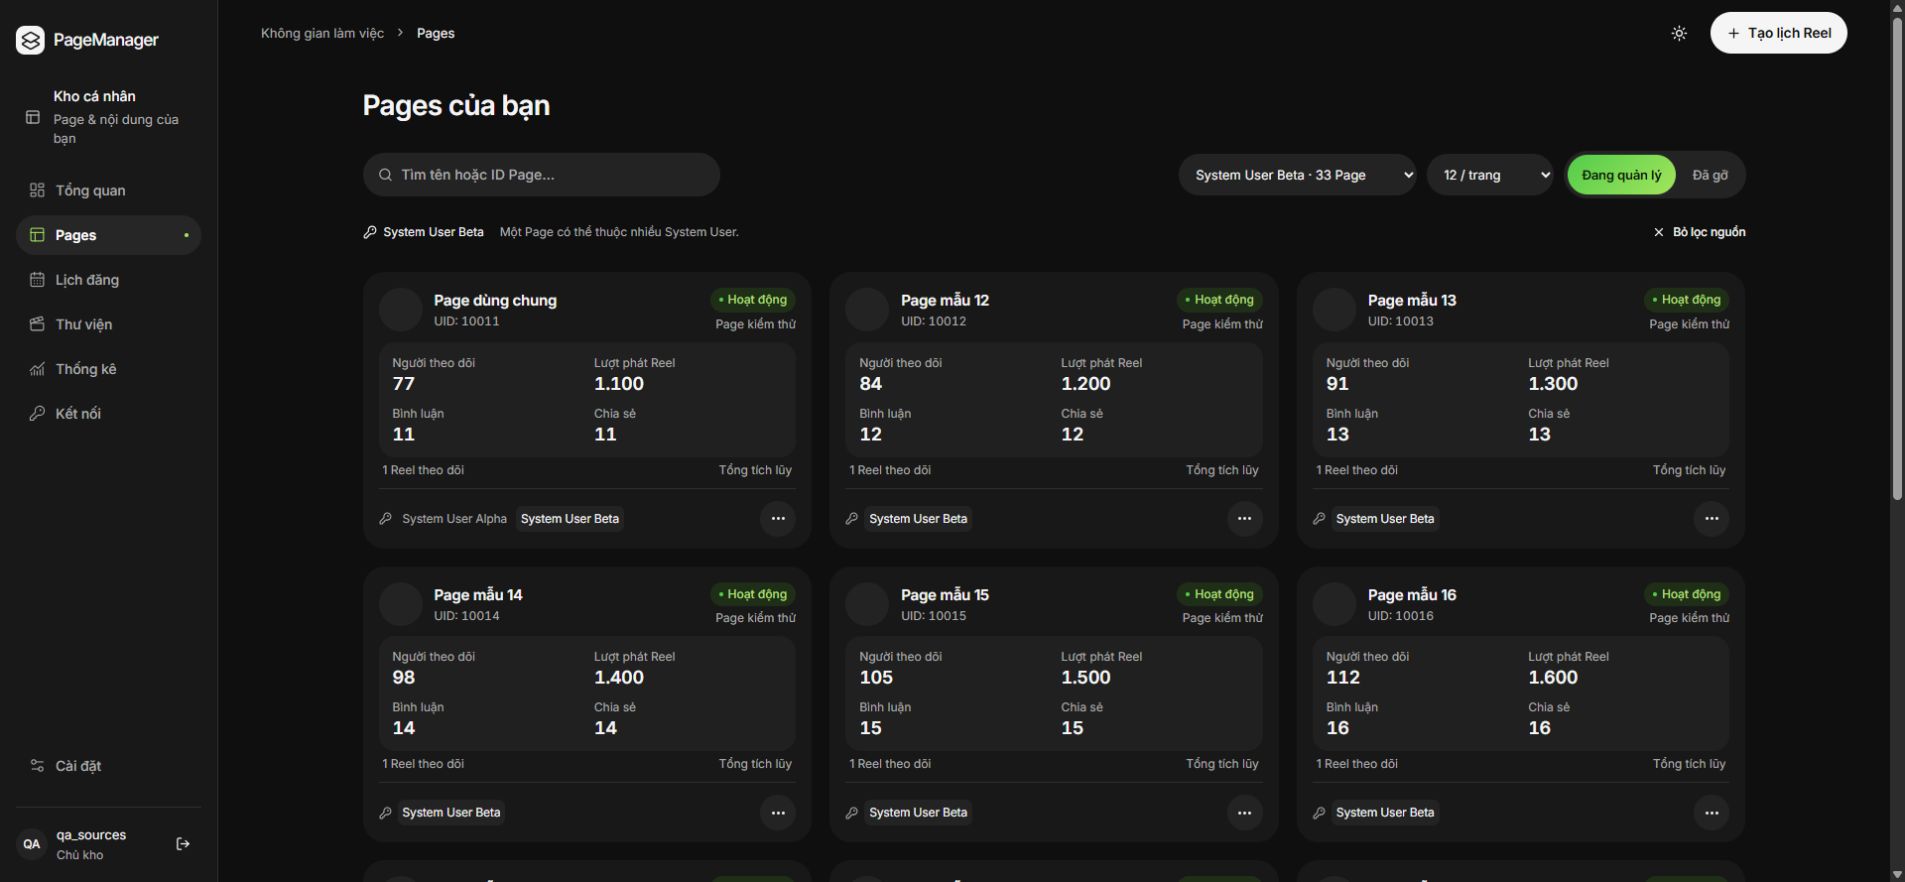 PageManager
Kho cá nhân
Page & nội dung của
bạn
Tổng quan
Pages
Lịch đăng
Thư viện
Thống kê
Kết nối
Cài đặt
QA
qa_sources
Chủ kho
Không gian làm việc > Pages
+ Tạo lịch Reel
Pages của bạn
Tìm tên hoặc ID Page...
System User Beta · 33 Page
12 / trang
Đang quản lý
Đã gỡ
System User Beta Một Page có thể thuộc nhiều System User.
× Bỏ lọc nguồn
Page dùng chung
UID: 10011
• Hoạt động
Page kiểm thử
Người theo dõi
77
Lượt phát Reel
1.100
Bình luận
11
Chia sẻ
11
1 Reel theo dõi
Tổng tích lũy
System User Alpha System User Beta
Page mẫu 12
UID: 10012
• Hoạt động
Page kiểm thử
Người theo dõi
84
Lượt phát Reel
1.200
Bình luận
12
Chia sẻ
12
1 Reel theo dõi
Tổng tích lũy
System User Beta
Page mẫu 13
UID: 10013
• Hoạt động
Page kiểm thử
Người theo dõi
91
Lượt phát Reel
1.300
Bình luận
13
Chia sẻ
13
1 Reel theo dõi
Tổng tích lũy
System User Beta
Page mẫu 14
UID: 10014
• Hoạt động
Page kiểm thử
Người theo dõi
98
Lượt phát Reel
1.400
Bình luận
14
Chia sẻ
14
1 Reel theo dõi
Tổng tích lũy
System User Beta
Page mẫu 15
UID: 10015
• Hoạt động
Page kiểm thử
Người theo dõi
105
Lượt phát Reel
1.500
Bình luận
15
Chia sẻ
15
1 Reel theo dõi
Tổng tích lũy
System User Beta
Page mẫu 16
UID: 10016
• Hoạt động
Page kiểm thử
Người theo dõi
112
Lượt phát Reel
1.600
Bình luận
16
Chia sẻ
16
1 Reel theo dõi
Tổng tích lũy
System User Beta